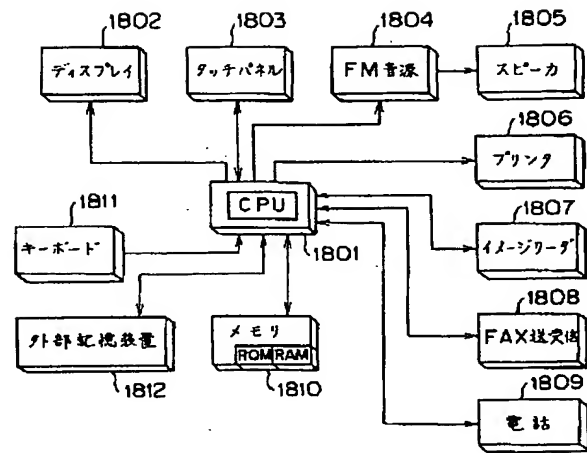 1802
1803
1804
1805
ディスプレイ
タッチパネル
FM音源
スピーカ
1806
プリンタ
1811
CPU
1807
キーボード
1801
イメージリーダ
1808
外部記憶装置
メモリ
ROM RAM
FAX送受信
1812
1810
1809
電話